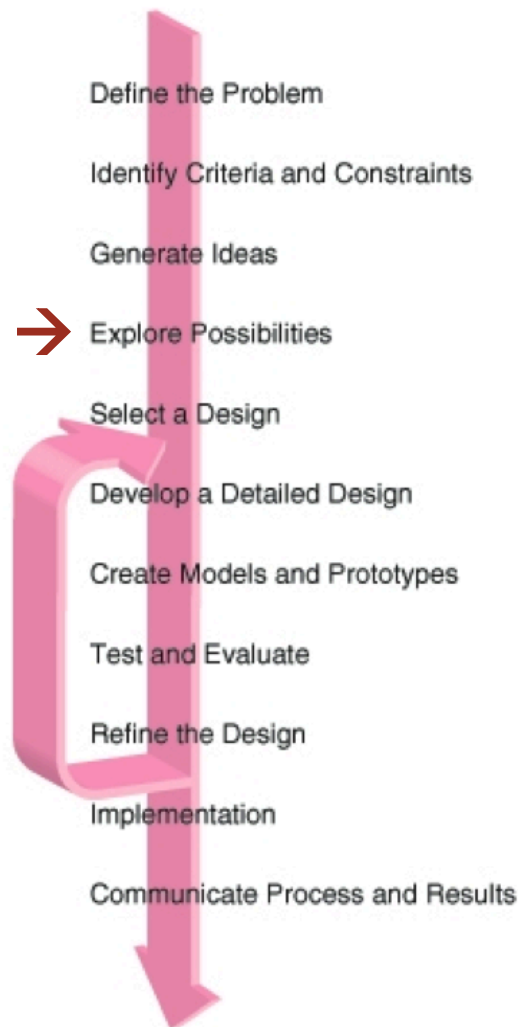 Define the Problem
Identify Criteria and Constraints
Generate Ideas
Explore Possibilities
Select a Design
Develop a Detailed Design
Create Models and Prototypes
Test and Evaluate
Refine the Design
Implementation
Communicate Process and Results